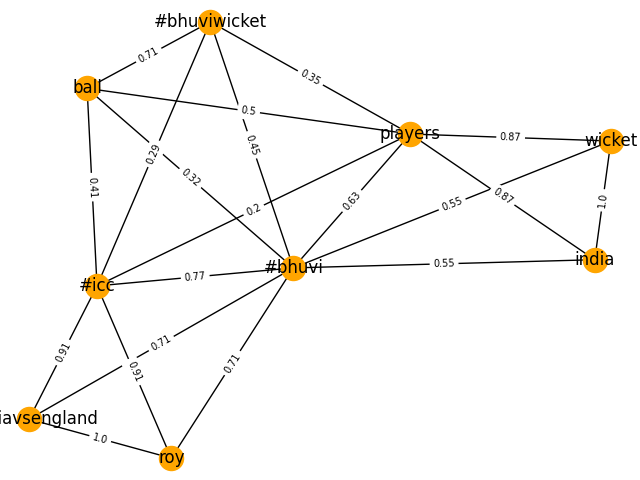 #bhuviwicket
0.71
ball
0.35
0.5
players
0.87
wicket
0.45
0.29
0.32
0.41
0.63
0.87
1.0
0.55
0.2
#bhuvi
0.55
india
0.77
#icc
0.91
0.71
0.91
0.71
iavsengland
1.0
roy